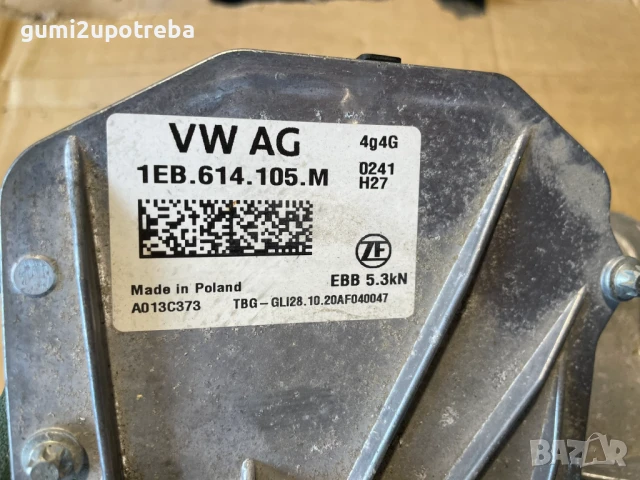 gumi2upotreba
VW AG
4g4G
1EB.614.105.M
0241
H27
ZF
Made in Poland
EBB 5.3kN
A013C373
TBG-GLI28.10.20AF040047
BAZAR